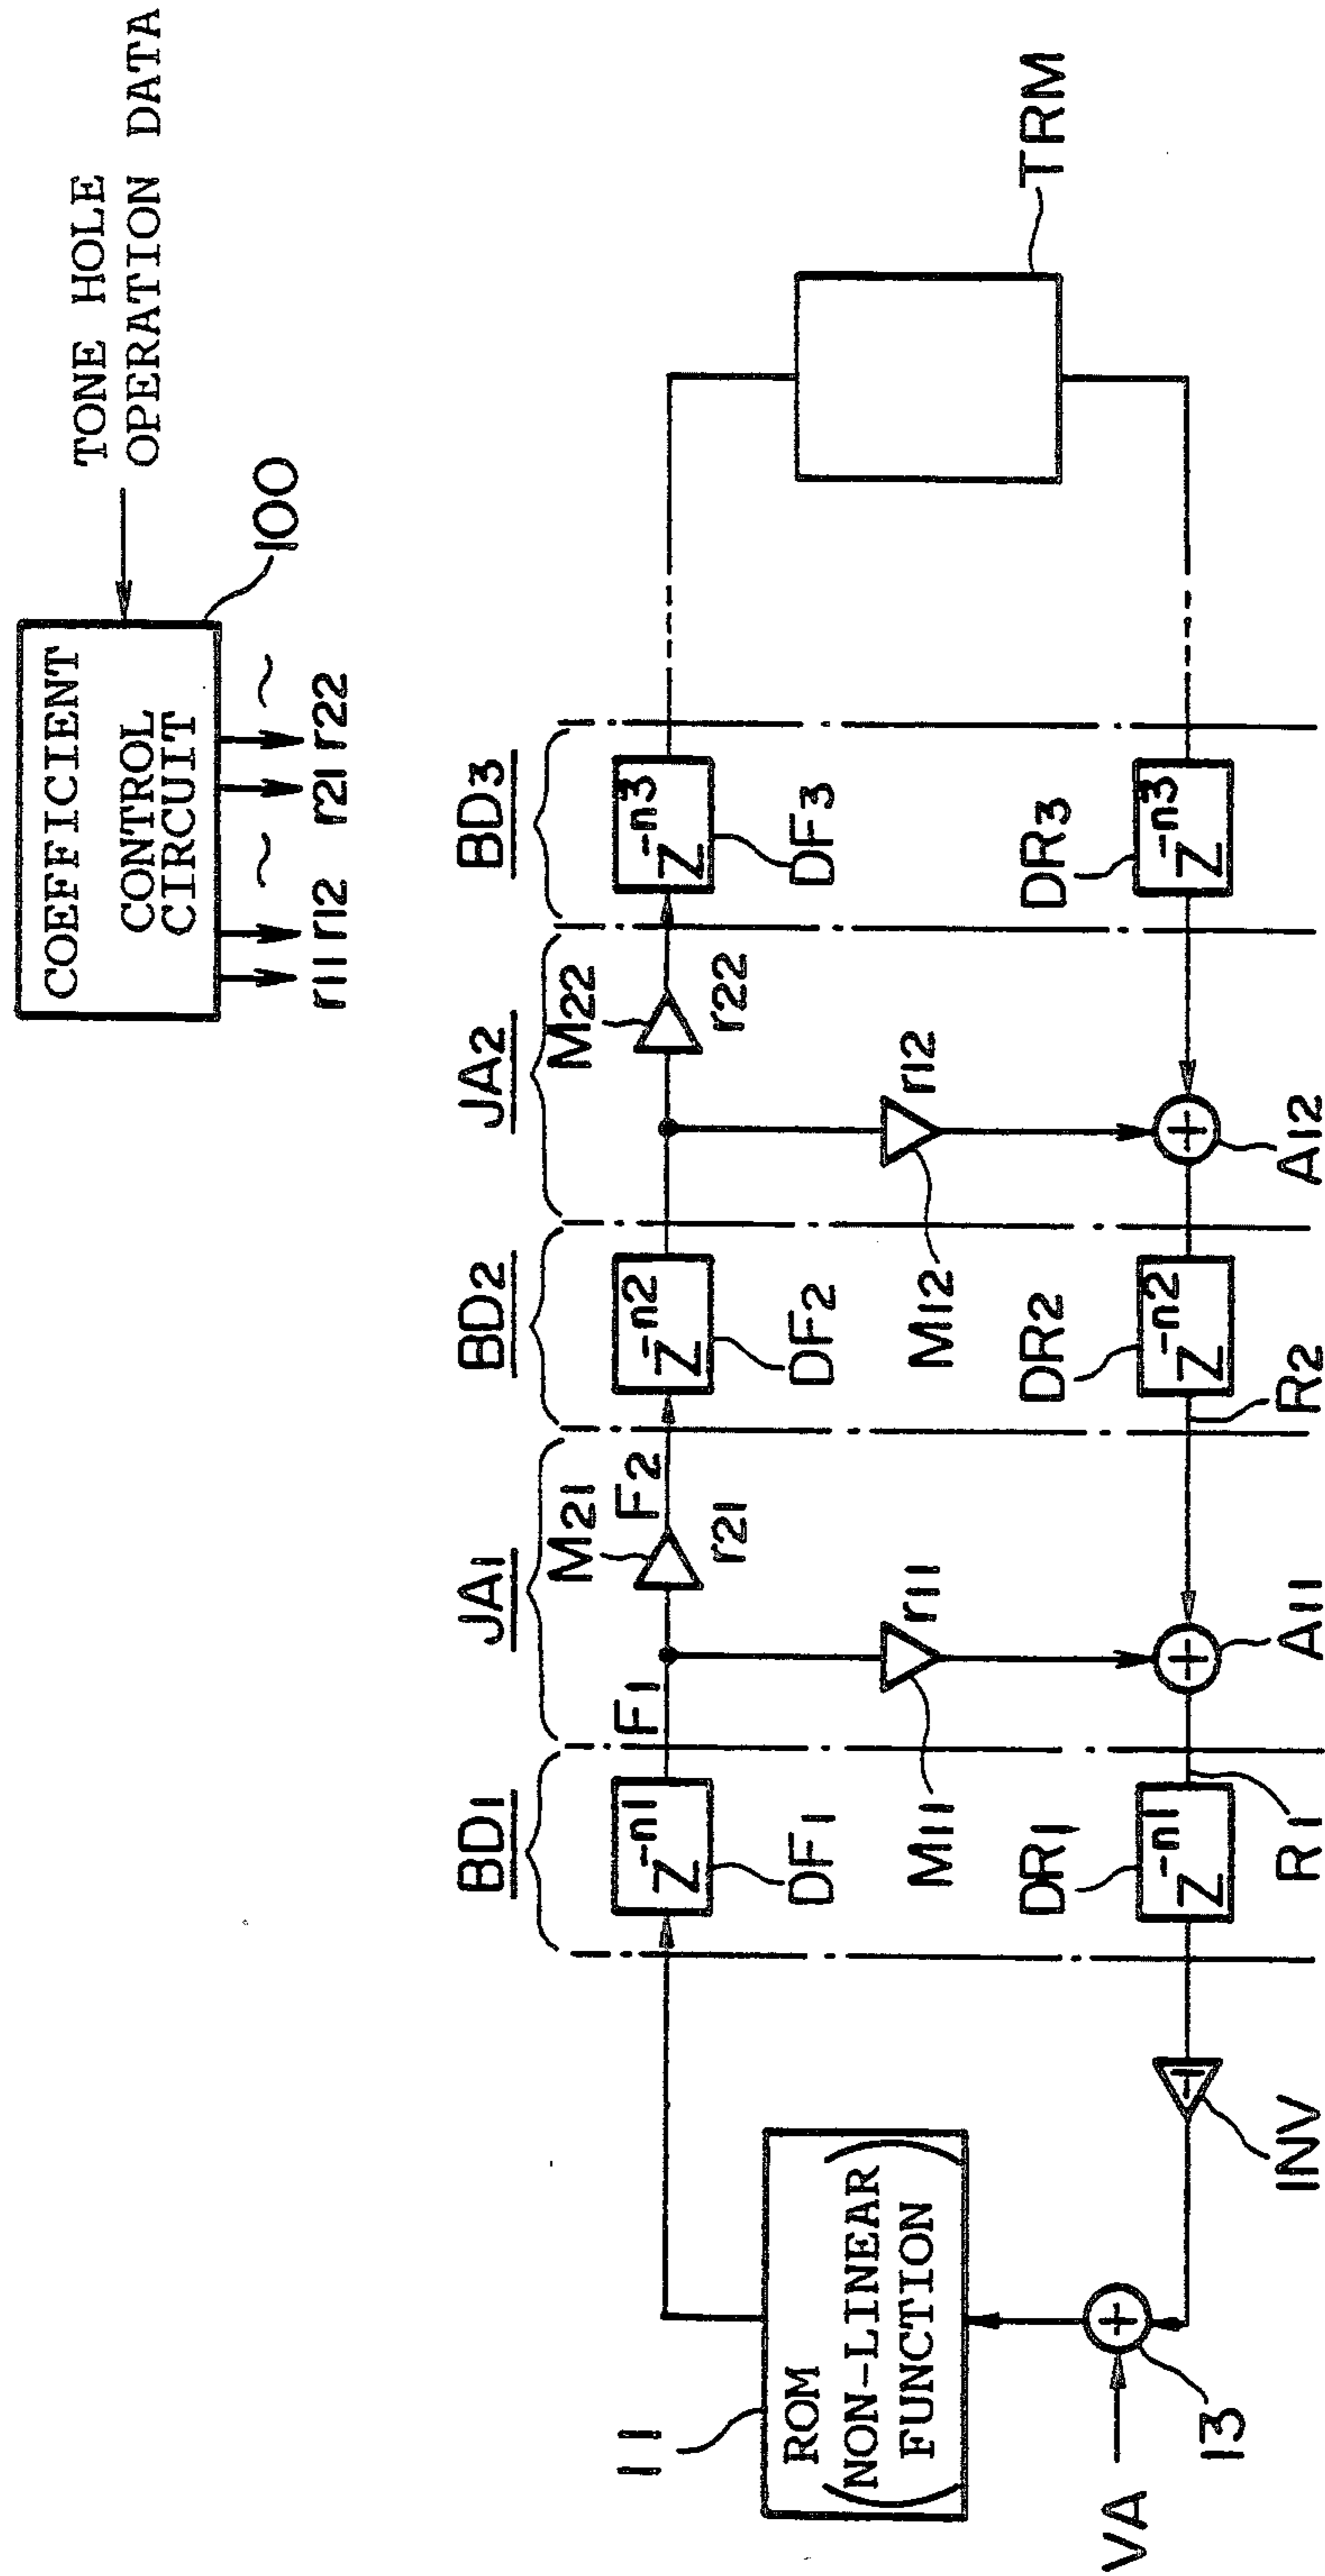 TONE HOLE
OPERATION DATA
COEFFICIENT
CONTROL
CIRCUIT
100
r11 r12 ~ r21 r22 ~
BD1 JA1 BD2 JA2 BD3
M21 M22
F1 F2
Z-n1 Z-n2 Z-n3
r21 r22
DF1 DF2 DF3
r11 r12
M11 M12
TRM
DR1 DR2 DR3
Z-n1 Z-n2 Z-n3
+ +
R1 A11 R2 A12
11
ROM
(NON-LINEAR
FUNCTION)
VA
+
13
−
INV